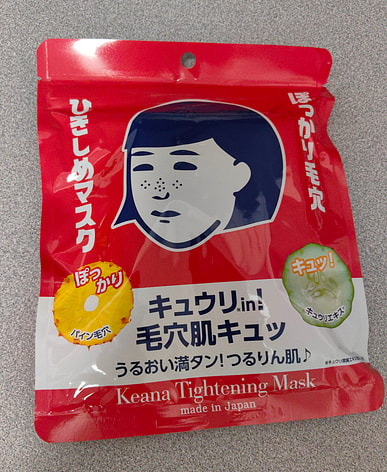 ぽっかり毛穴
ひきしめマスク
ぽっかり
パイン毛穴
キュッ!
キュウリエキス
キュウリ.in!
毛穴肌キュッ
うるおい満タン!つるりん肌♪
Keana Tightening Mask
made in Japan